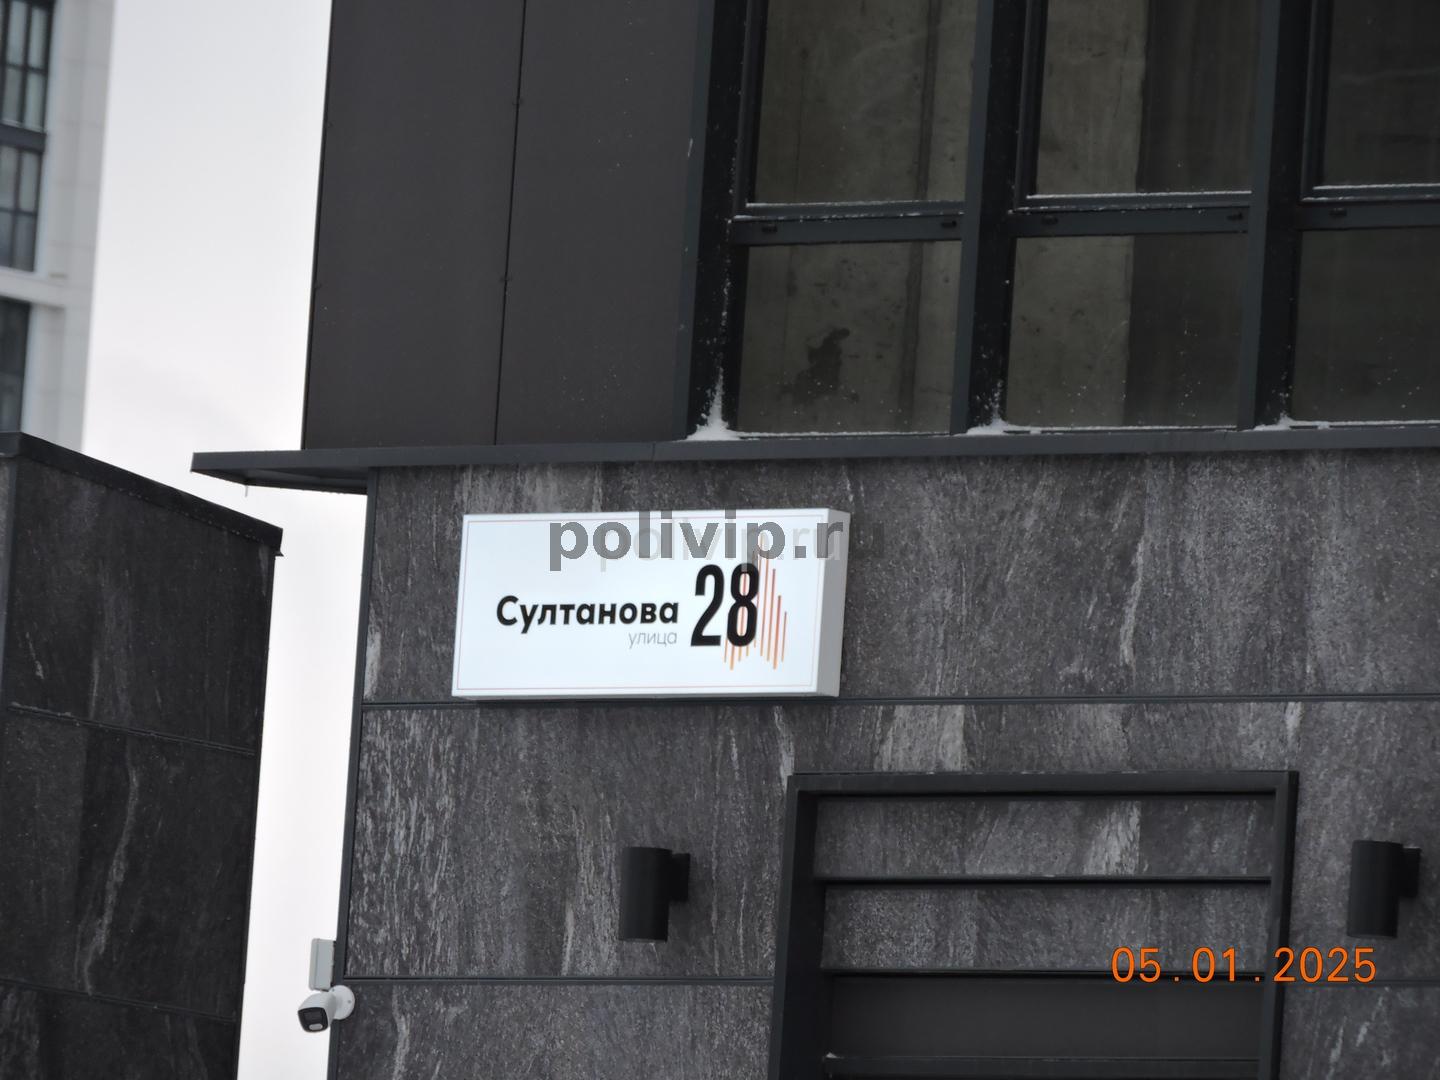 polivip.ru
Султанова 28
улица
05.01.2025